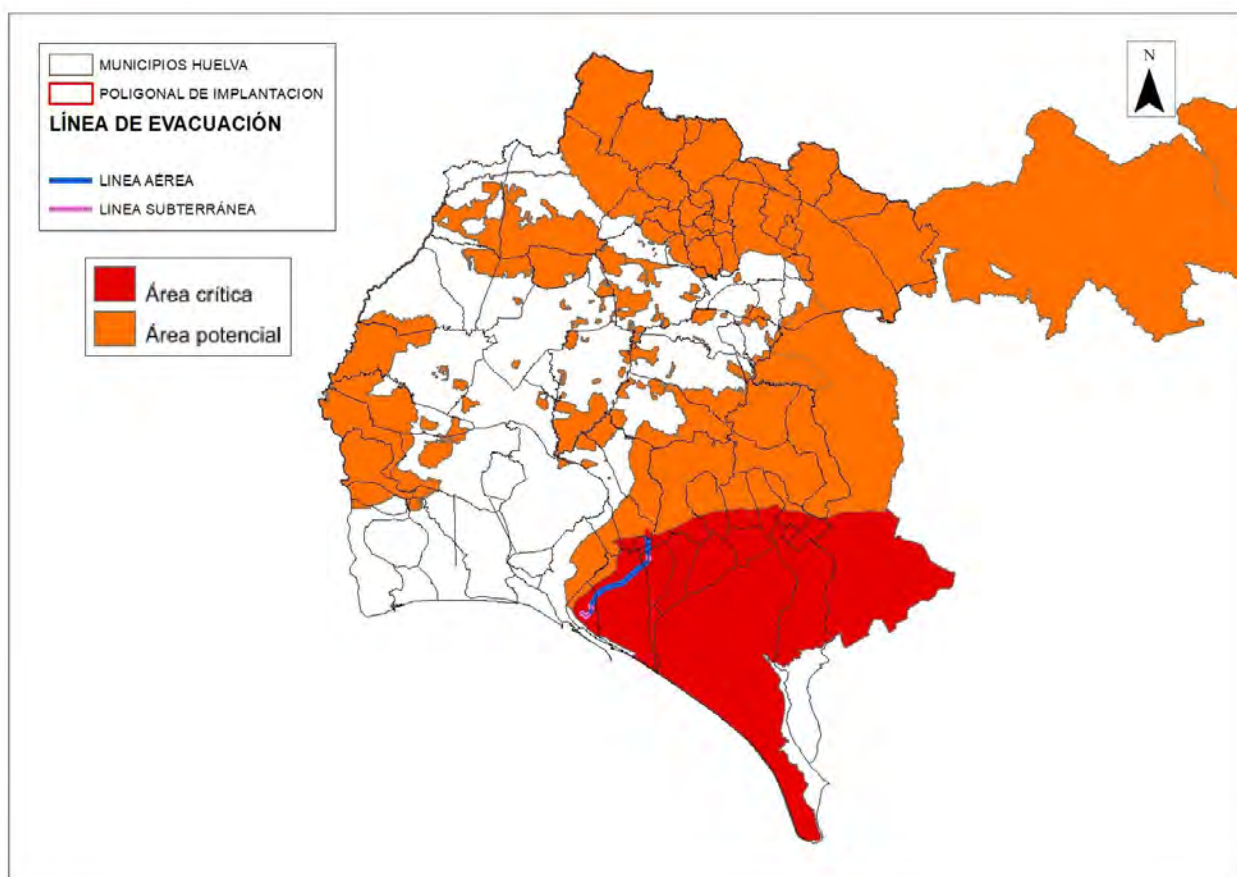 MUNICIPIOS HUELVA
POLIGONAL DE IMPLANTACION
LÍNEA DE EVACUACIÓN
LINEA AÉREA
LINEA SUBTERRÁNEA
Área crítica
Área potencial
N